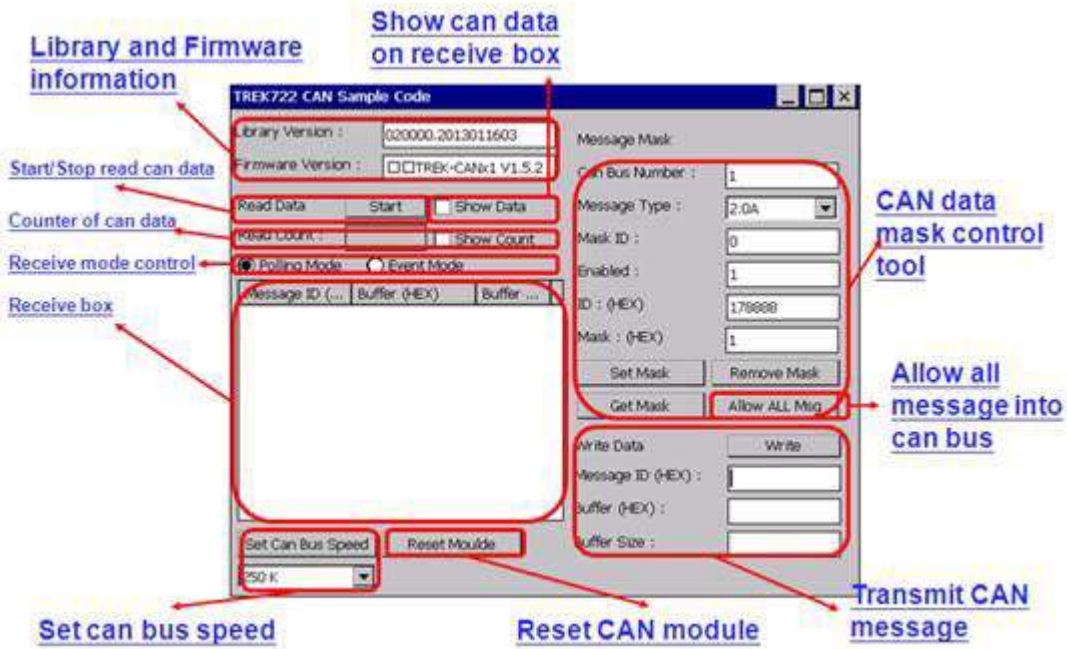 Show can data
on receive box
Library and Firmware
information
TREK722 CAN Sample Code
Library Version :
020000.2013011603
Firmware Version :
□□TREK-CANx1 V1.5.2
Start/Stop read can data
Read Data
Start
Show Data
Counter of can data
Read Count :
Show Count
Receive mode control
Polling Mode
Event Mode
Receive box
Message ID (...
Buffer (HEX)
Buffer ...
Set Can Bus Speed
Reset Moulde
250 K
Message Mask
Can Bus Number :
1
Message Type :
2.0A
Mask ID :
0
Enabled :
1
ID : (HEX)
Mask : (HEX)
1
Set Mask
Remove Mask
Get Mask
Allow ALL Msg
Write Data
Write
Message ID (HEX) :
Buffer (HEX) :
Buffer Size :
CAN data
mask control
tool
Allow all
message into
can bus
Transmit CAN
message
Set can bus speed
Reset CAN module